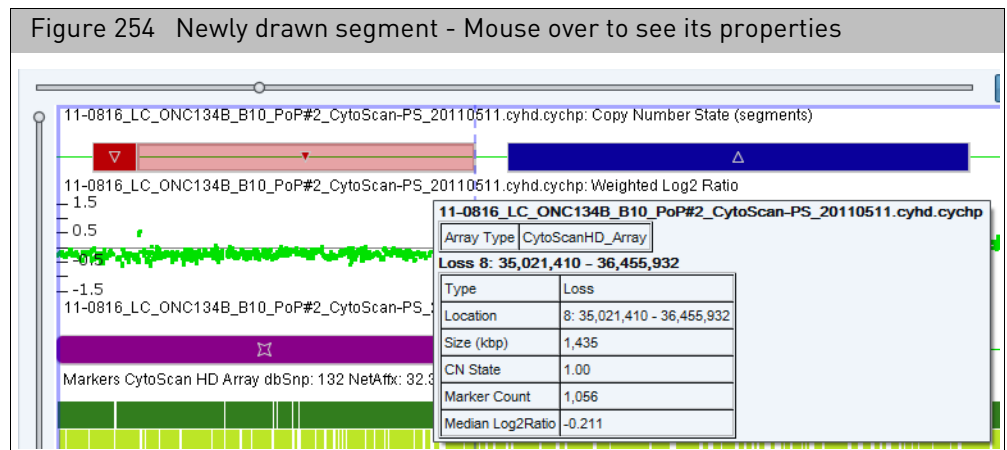 Figure 254 Newly drawn segment - Mouse over to see its properties
11-0816_LC_ONC134B_B10_PoP#2_CytoScan-PS_20110511.cyhd.cychp: Copy Number State (segments)
11-0816_LC_ONC134B_B10_PoP#2_CytoScan-PS_20110511.cyhd.cychp: Weighted Log2 Ratio
1.5
0.5
-0.5
-1.5
11-0816_LC_ONC134B_B10_PoP#2_CytoScan-PS_
Markers CytoScan HD Array dbSnp: 132 NetAffx: 32.3
11-0816_LC_ONC134B_B10_PoP#2_CytoScan-PS_20110511.cyhd.cychp
Array Type CytoScanHD_Array
Loss 8: 35,021,410 - 36,455,932
Type Loss
Location 8: 35,021,410 - 36,455,932
Size (kbp) 1,435
CN State 1.00
Marker Count 1,056
Median Log2Ratio -0.211